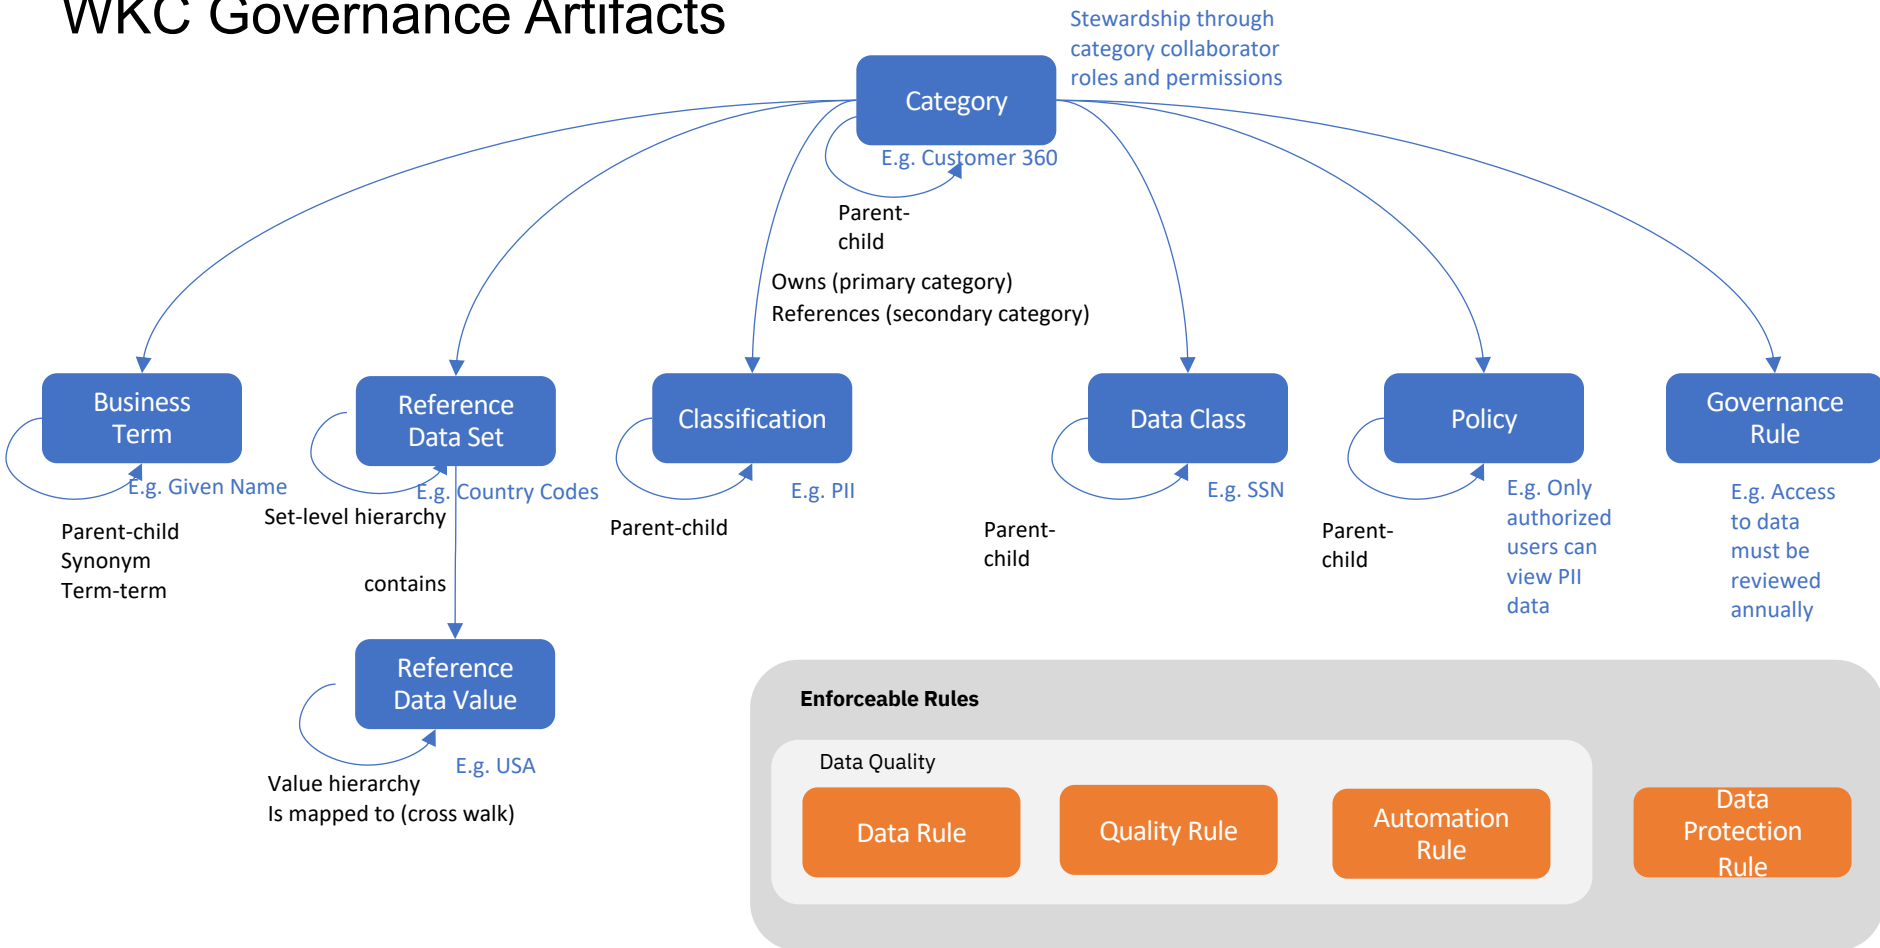 WKC Governance Artifacts
Stewardship through
category collaborator
roles and permissions
Category
E.g. Customer 360
Parent-
child
Owns (primary category)
References (secondary category)
Business
Term
E.g. Given Name
Parent-child
Synonym
Term-term
Reference
Data Set
E.g. Country Codes
Set-level hierarchy
contains
Classification
E.g. PII
Parent-child
Data Class
E.g. SSN
Parent-
child
Policy
E.g. Only
authorized
users can
view PII
data
Parent-
child
Governance
Rule
E.g. Access
to data
must be
reviewed
annually
Reference
Data Value
E.g. USA
Value hierarchy
Is mapped to (cross walk)
Enforceable Rules
Data Quality
Data Rule
Quality Rule
Automation
Rule
Data
Protection
Rule